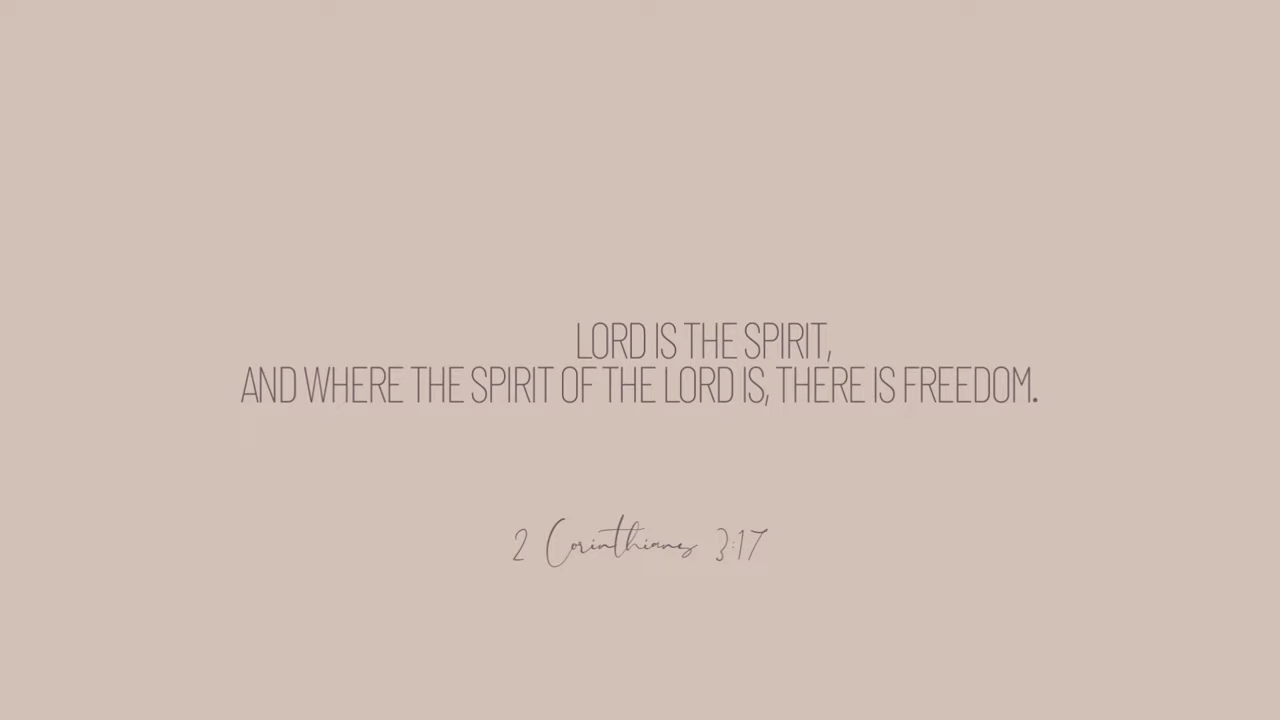 LORD IS THE SPIRIT,
AND WHERE THE SPIRIT OF THE LORD IS, THERE IS FREEDOM.
2 Corinthians 3:17